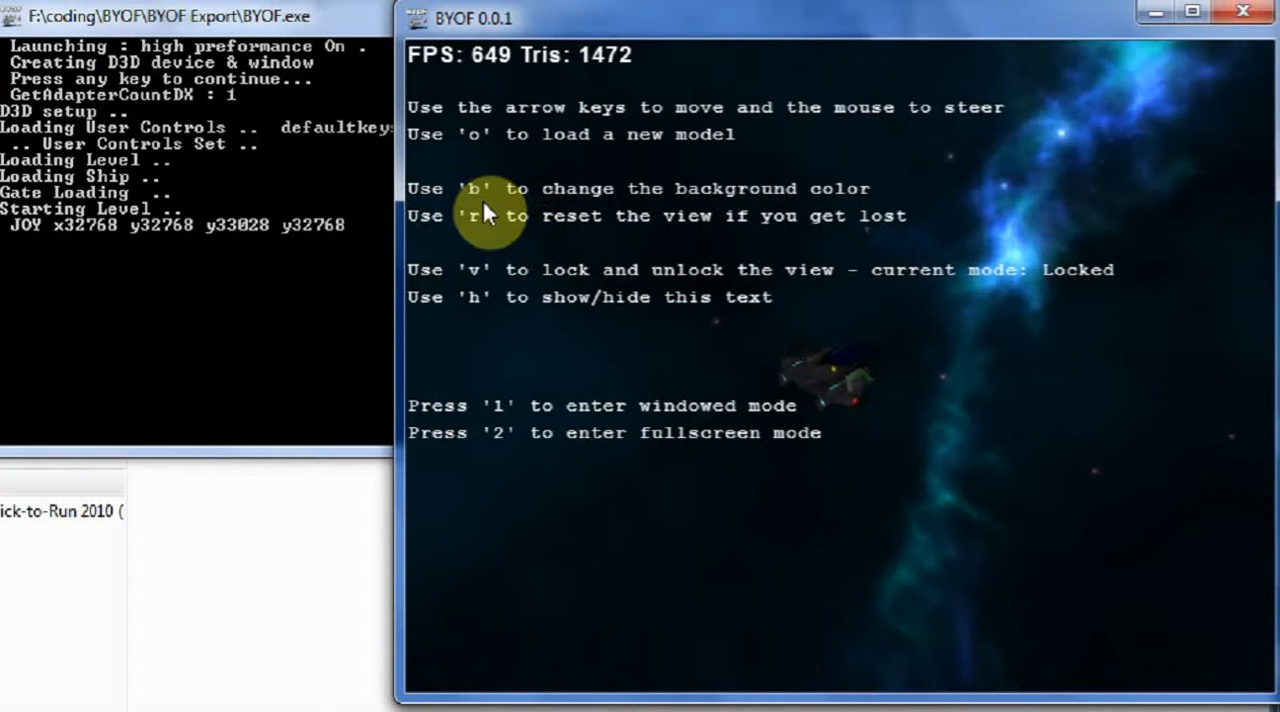 F:\coding\BYOF\BYOF Export\BYOF.exe
Launching : high preformance On .
Creating D3D device & window
Press any key to continue...
GetAdapterCountDX : 1
D3D setup ..
Loading User Controls .. defaultkeys
.. User Controls Set ..
Loading Level ..
Loading Ship ..
Gate Loading ..
Starting Level ..
JOY x32768 y32768 y33028 y32768
ick-to-Run 2010 (
BYOF 0.0.1
FPS: 649 Tris: 1472
Use the arrow keys to move and the mouse to steer
Use 'o' to load a new model
Use 'b' to change the background color
Use 'r' to reset the view if you get lost
Use 'v' to lock and unlock the view - current mode: Locked
Use 'h' to show/hide this text
Press '1' to enter windowed mode
Press '2' to enter fullscreen mode